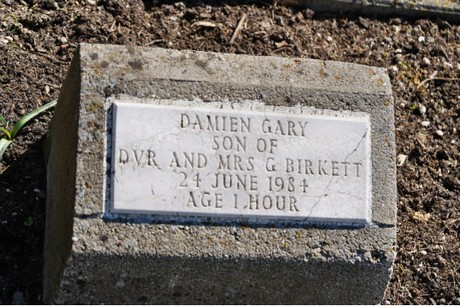 DAMIEN GARY
SON OF
DVR AND MRS G BIRKETT
24 JUNE 1984
AGE 1 HOUR